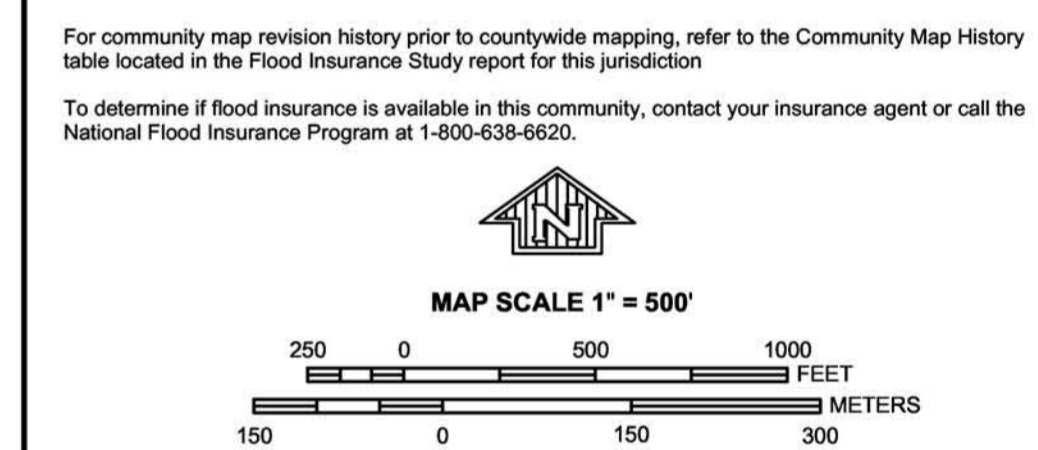 For community map revision history prior to countywide mapping, refer to the Community Map History
table located in the Flood Insurance Study report for this jurisdiction
To determine if flood insurance is available in this community, contact your insurance agent or call the
National Flood Insurance Program at 1-800-638-6620.
N
MAP SCALE 1" = 500'
250 0 500 1000
FEET
METERS
150 0 150 300